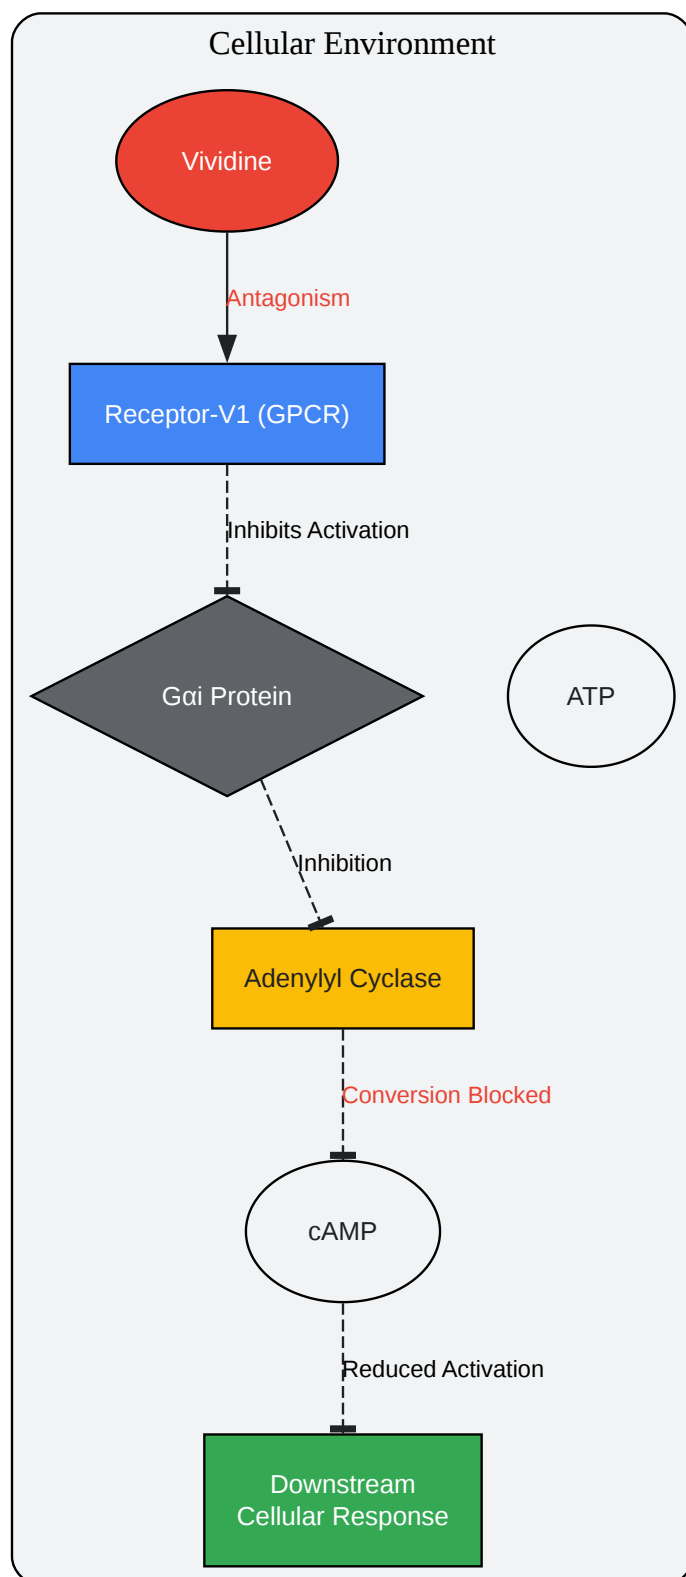 Cellular Environment
Vividine
Antagonism
Receptor-V1 (GPCR)
Inhibits Activation
Gαi Protein
ATP
Inhibition
Adenylyl Cyclase
Conversion Blocked
cAMP
Reduced Activation
Downstream
Cellular Response